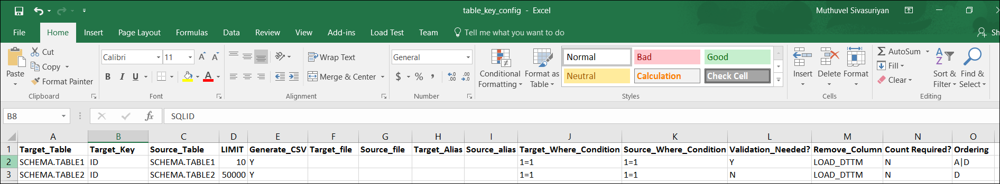 table_key_config - Excel
Muthuvel Sivasuriyan
File Home Insert Page Layout Formulas Data Review View Add-ins Load Test Team Tell me what you want to do Sh
Paste
Cut
Copy
Format Painter
Clipboard
Calibri 11
B I U A
Font
Wrap Text
Merge & Center
Alignment
General
$ % ,
Number
Conditional Formatting
Format as Table
Normal Bad Good
Neutral Calculation Check Cell
Styles
Insert Delete Format
Cells
AutoSum
Fill
Clear
Sort & Filter
Find & Select
Editing
B8 fx SQLID
A B C D E F G H I J K L M N O
1 Target_Table Target_Key Source_Table LIMIT Generate_CSV Target_file Source_file Target_Alias Source_alias Target_Where_Condition Source_Where_Condition Validation_Needed? Remove_Column Count Required? Ordering
2 SCHEMA.TABLE1 ID SCHEMA.TABLE1 10 Y 1=1 1=1 Y LOAD_DTTM N A|D
3 SCHEMA.TABLE2 ID SCHEMA.TABLE2 50000 Y 1=1 1=1 N LOAD_DTTM N D